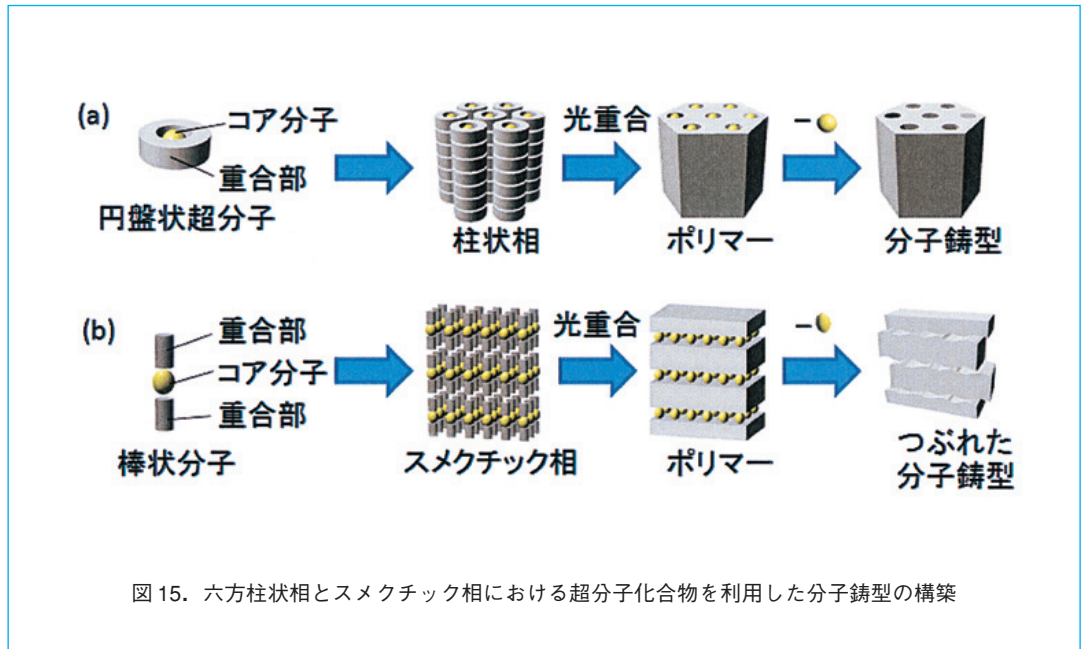 (a)
コア分子
重合部
円盤状超分子
柱状相
光重合
ポリマー
−
分子鋳型
(b)
重合部
コア分子
重合部
棒状分子
スメクチック相
光重合
ポリマー
−
つぶれた
分子鋳型
図15. 六方柱状相とスメクチック相における超分子化合物を利用した分子鋳型の構築